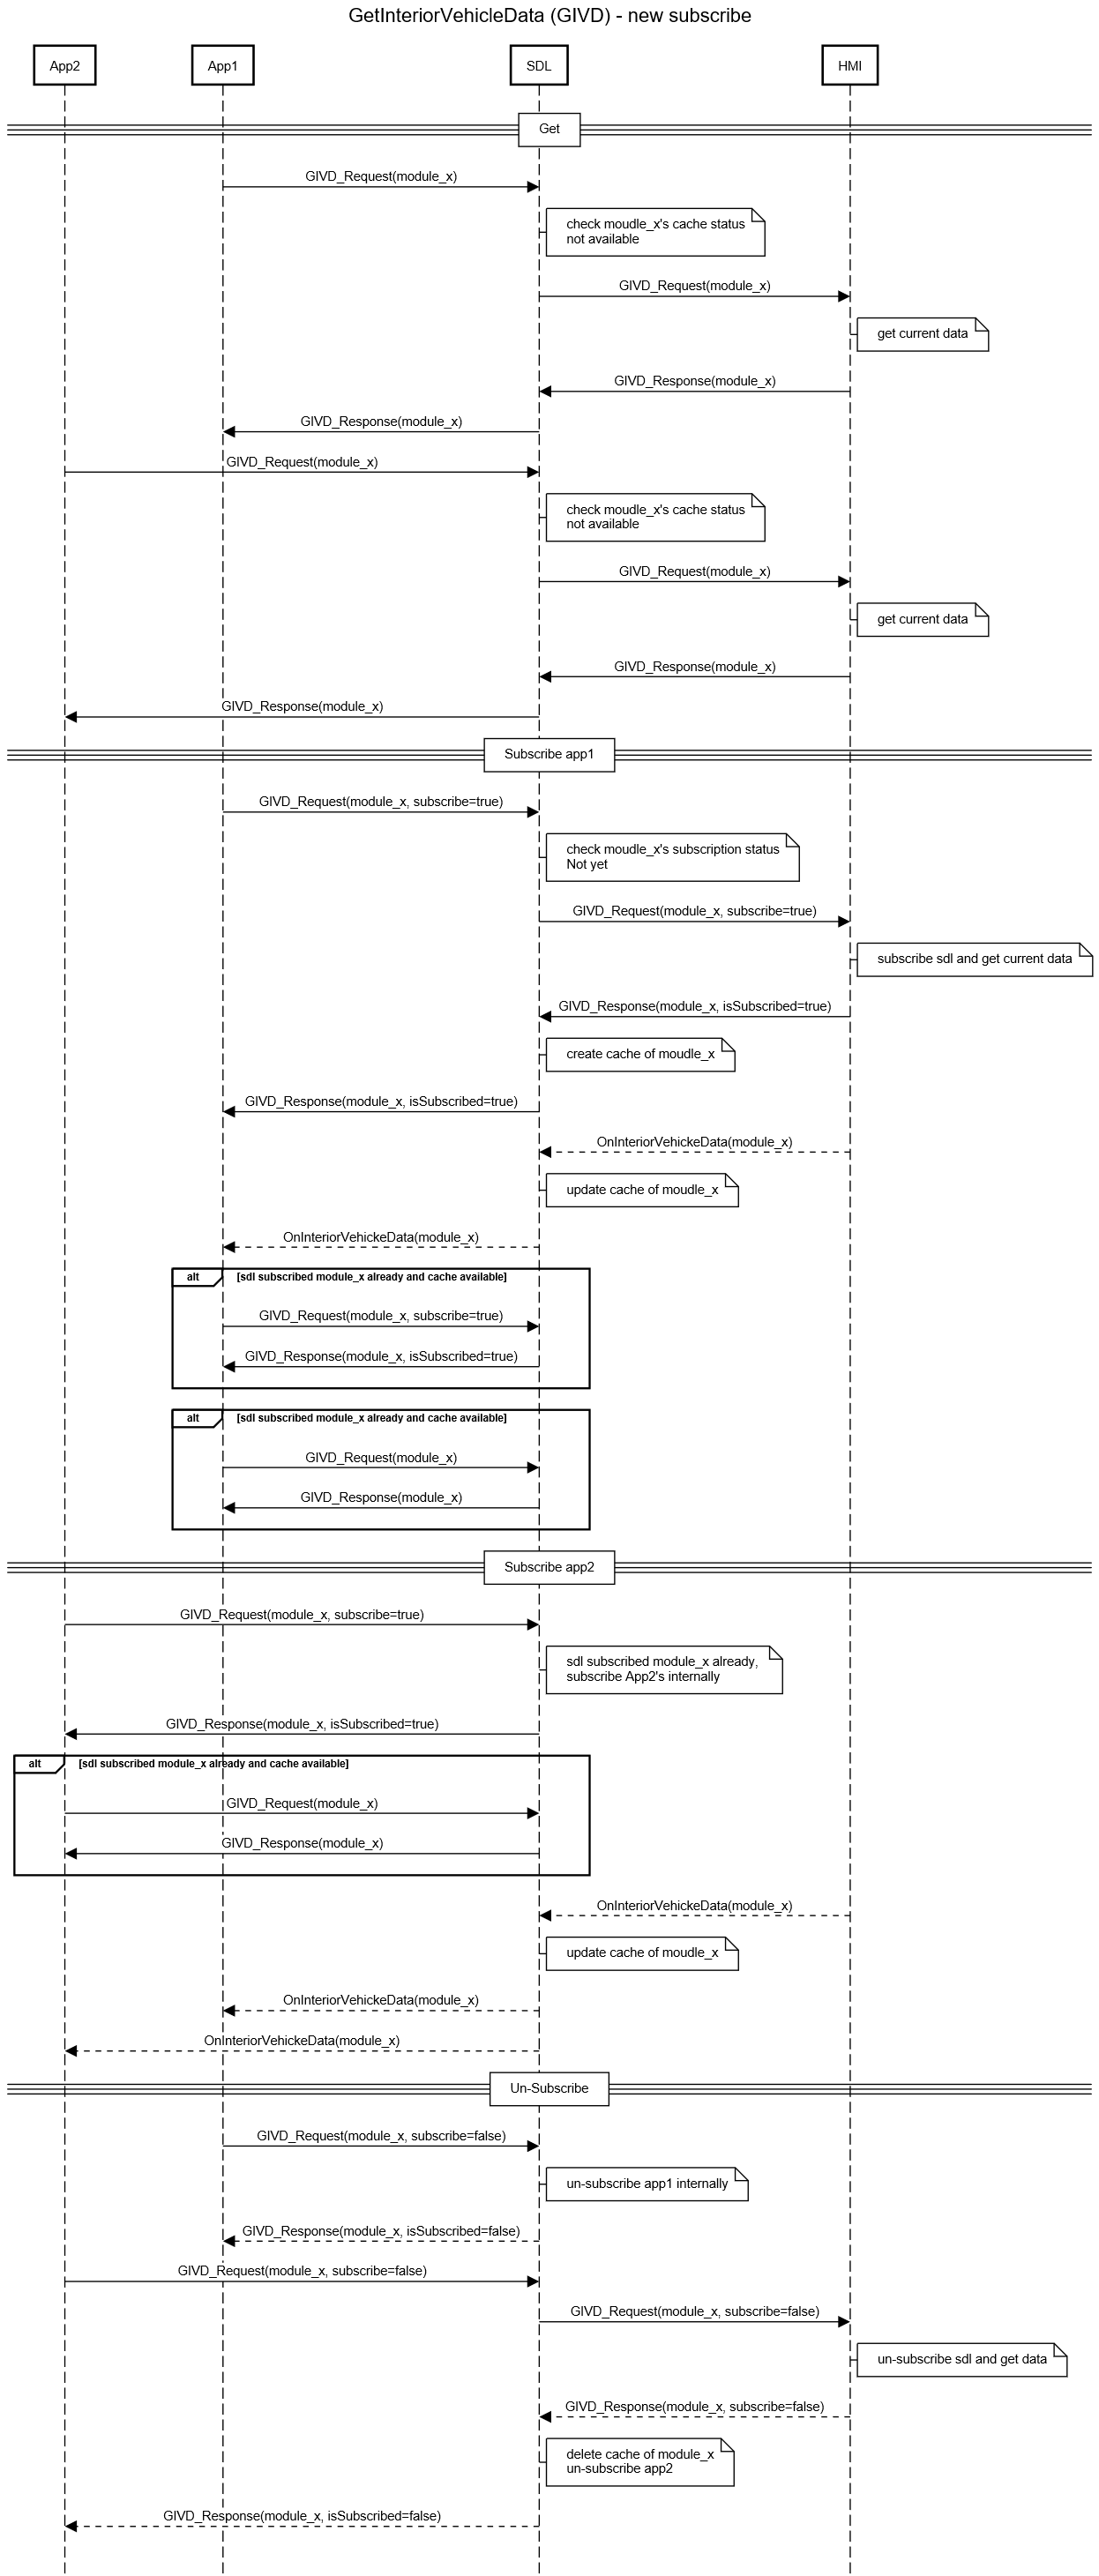 GetInteriorVehicleData (GIVD) - new subscribe
App2
App1
SDL
HMI
Get
GIVD_Request(module_x)
check moudle_x's cache status
not available
GIVD_Request(module_x)
get current data
GIVD_Response(module_x)
GIVD_Response(module_x)
GIVD_Request(module_x)
check moudle_x's cache status
not available
GIVD_Request(module_x)
get current data
GIVD_Response(module_x)
GIVD_Response(module_x)
Subscribe app1
GIVD_Request(module_x, subscribe=true)
check moudle_x's subscription status
Not yet
GIVD_Request(module_x, subscribe=true)
subscribe sdl and get current data
GIVD_Response(module_x, isSubscribed=true)
create cache of moudle_x
GIVD_Response(module_x, isSubscribed=true)
OnInteriorVehickeData(module_x)
update cache of moudle_x
OnInteriorVehickeData(module_x)
alt
[sdl subscribed module_x already and cache available]
GIVD_Request(module_x, subscribe=true)
GIVD_Response(module_x, isSubscribed=true)
alt
[sdl subscribed module_x already and cache available]
GIVD_Request(module_x)
GIVD_Response(module_x)
Subscribe app2
GIVD_Request(module_x, subscribe=true)
sdl subscribed module_x already,
subscribe App2's internally
GIVD_Response(module_x, isSubscribed=true)
alt
[sdl subscribed module_x already and cache available]
GIVD_Request(module_x)
GIVD_Response(module_x)
OnInteriorVehickeData(module_x)
update cache of moudle_x
OnInteriorVehickeData(module_x)
OnInteriorVehickeData(module_x)
Un-Subscribe
GIVD_Request(module_x, subscribe=false)
un-subscribe app1 internally
GIVD_Response(module_x, isSubscribed=false)
GIVD_Request(module_x, subscribe=false)
GIVD_Request(module_x, subscribe=false)
un-subscribe sdl and get data
GIVD_Response(module_x, subscribe=false)
delete cache of module_x
un-subscribe app2
GIVD_Response(module_x, isSubscribed=false)